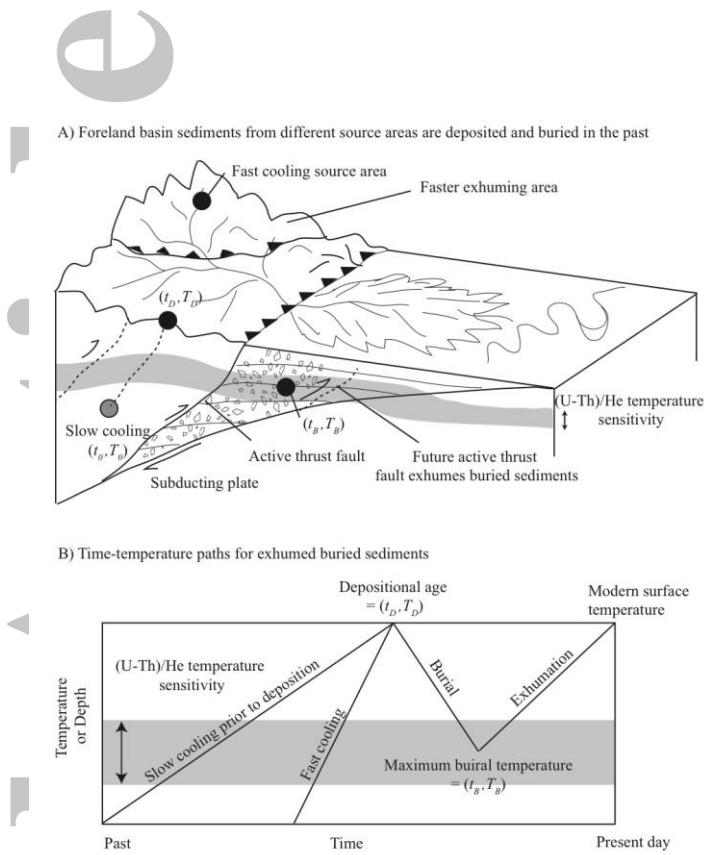 e
A) Foreland basin sediments from different source areas are deposited and buried in the past
Fast cooling source area
Faster exhuming area
(t_D, T_D)
Slow cooling
(t_0, T_0)
(t_B, T_B)
(U-Th)/He temperature
sensitivity
Active thrust fault
Future active thrust
fault exhumes buried sediments
Subducting plate
B) Time-temperature paths for exhumed buried sediments
Depositional age
= (t_D, T_D)
Modern surface
temperature
(U-Th)/He temperature
sensitivity
Temperature
or Depth
Slow cooling prior to deposition
Fast cooling
Burial
Exhumation
Maximum buiral temperature
= (t_B, T_B)
Past
Time
Present day